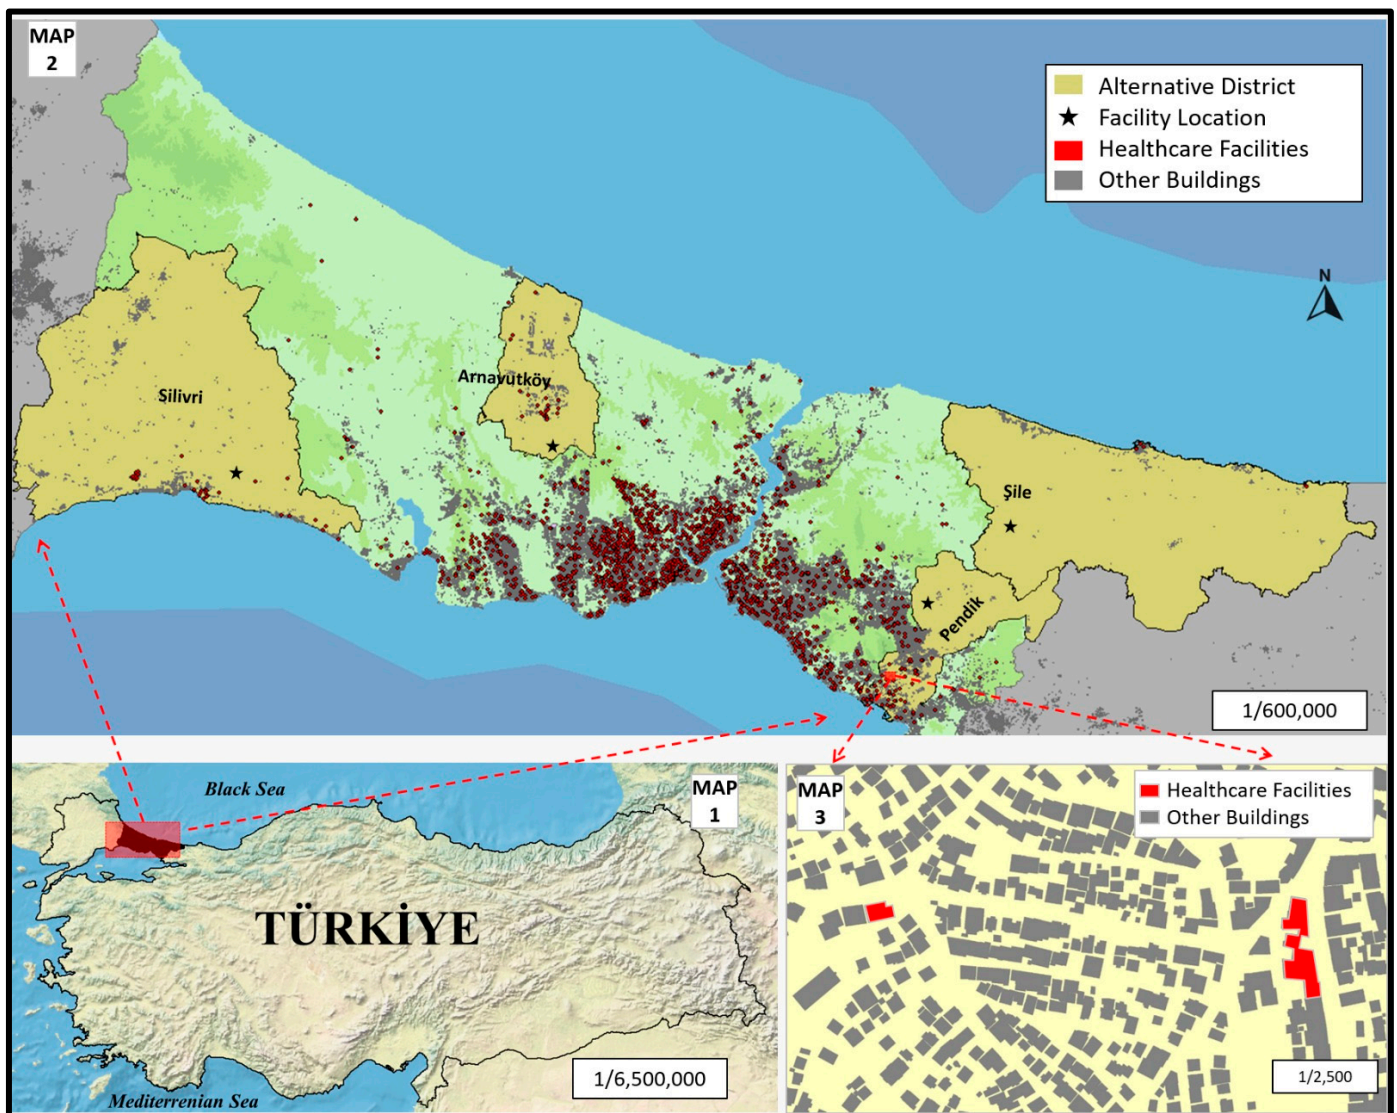 MAP
2
Alternative District
Facility Location
Healthcare Facilities
Other Buildings
N
Silivri
Arnavutköy
Şile
Pendik
1/600,000
Black Sea
MAP
1
TÜRKİYE
1/6,500,000
Mediterrenian Sea
MAP
3
Healthcare Facilities
Other Buildings
1/2,500